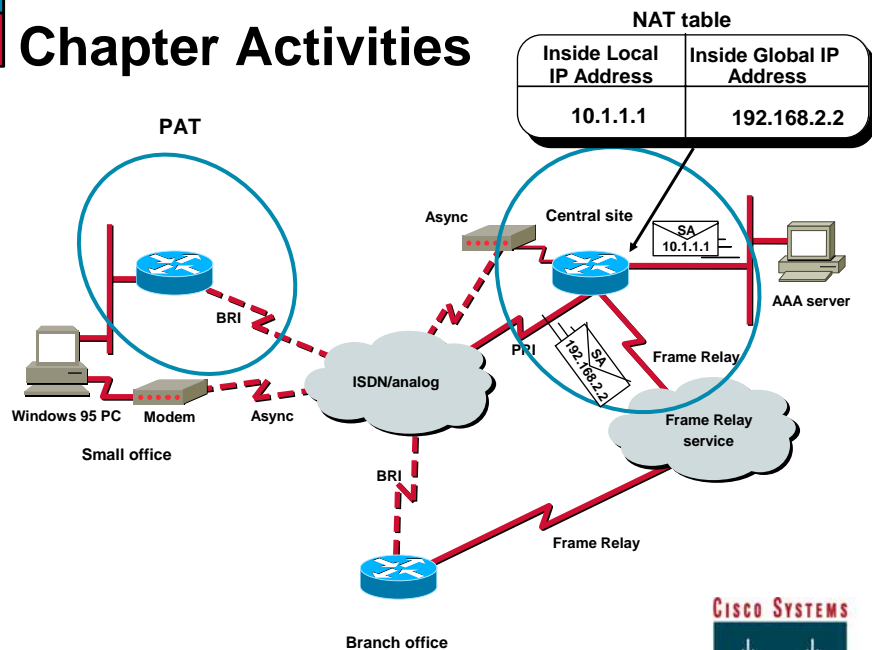 Chapter Activities
NAT table
Inside Local
IP Address
Inside Global IP
Address
10.1.1.1
192.168.2.2
PAT
Async
Central site
SA
10.1.1.1
AAA server
BRI
PRI
SA
192.168.2.2
Frame Relay
ISDN/analog
Windows 95 PC
Modem
Async
Frame Relay
service
Small office
BRI
Frame Relay
Branch office
CISCO SYSTEMS